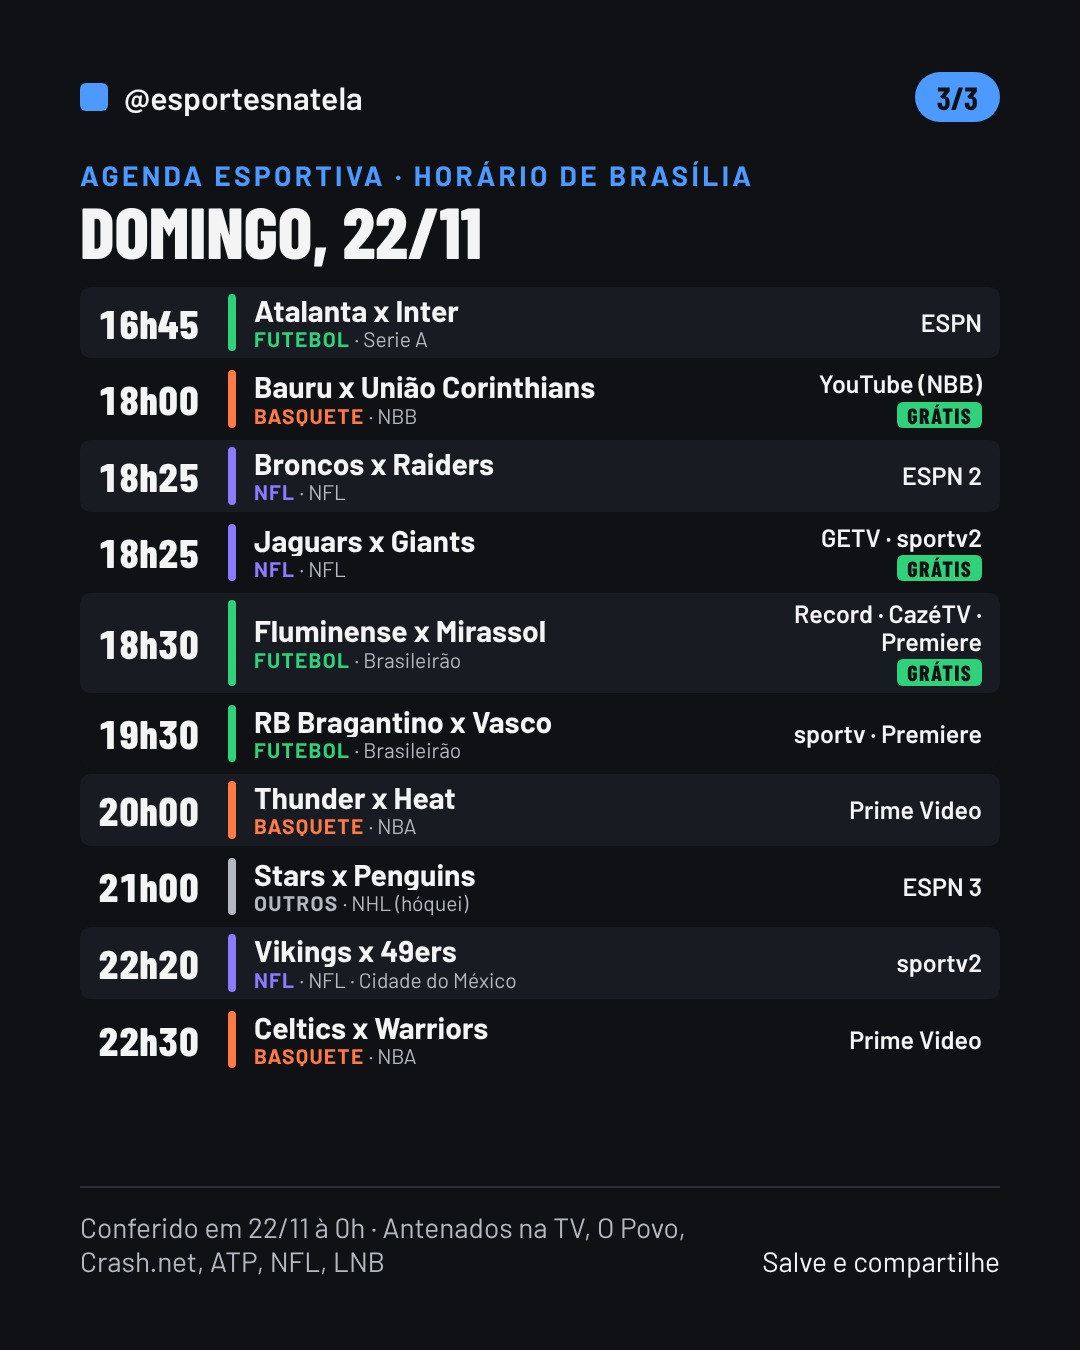 @esportesnatela
3/3
AGENDA ESPORTIVA · HORÁRIO DE BRASÍLIA
DOMINGO, 22/11
16h45
Atalanta x Inter
FUTEBOL · Serie A
ESPN
18h00
Bauru x União Corinthians
BASQUETE · NBB
YouTube (NBB)
GRÁTIS
18h25
Broncos x Raiders
NFL · NFL
ESPN 2
18h25
Jaguars x Giants
NFL · NFL
GETV · sportv2
GRÁTIS
18h30
Fluminense x Mirassol
FUTEBOL · Brasileirão
Record · CazéTV ·
Premiere
GRÁTIS
19h30
RB Bragantino x Vasco
FUTEBOL · Brasileirão
sportv · Premiere
20h00
Thunder x Heat
BASQUETE · NBA
Prime Video
21h00
Stars x Penguins
OUTROS · NHL (hóquei)
ESPN 3
22h20
Vikings x 49ers
NFL · NFL · Cidade do México
sportv2
22h30
Celtics x Warriors
BASQUETE · NBA
Prime Video
Conferido em 22/11 à 0h · Antenados na TV, O Povo,
Crash.net, ATP, NFL, LNB
Salve e compartilhe